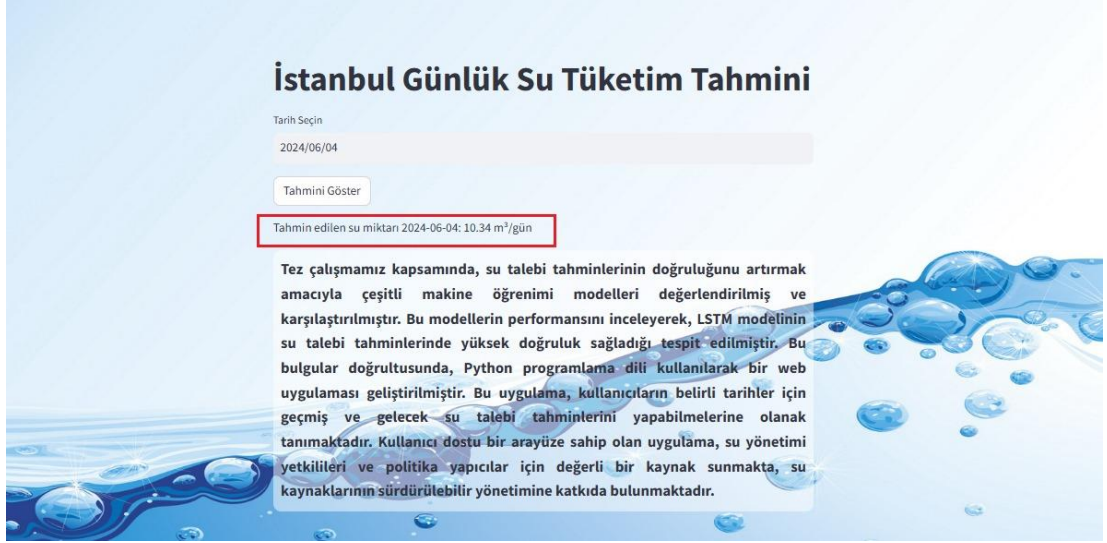 İstanbul Günlük Su Tüketim Tahmini
Tarih Seçin
2024/06/04
Tahmini Göster
Tahmin edilen su miktarı 2024-06-04: 10.34 m³/gün
Tez çalışmamız kapsamında, su talebi tahminlerinin doğruluğunu artırmak
amacıyla çeşitli makine öğrenimi modelleri değerlendirilmiş ve
karşılaştırılmıştır. Bu modellerin performansını inceleyerek, LSTM modelinin
su talebi tahminlerinde yüksek doğruluk sağladığı tespit edilmiştir. Bu
bulgular doğrultusunda, Python programlama dili kullanılarak bir web
uygulaması geliştirilmiştir. Bu uygulama, kullanıcıların belirli tarihler için
geçmiş ve gelecek su talebi tahminlerini yapabilmelerine olanak
tanımaktadır. Kullanıcı dostu bir arayüze sahip olan uygulama, su yönetimi
yetkilileri ve politika yapıcılar için değerli bir kaynak sunmakta, su
kaynaklarının sürdürülebilir yönetimine katkıda bulunmaktadır.